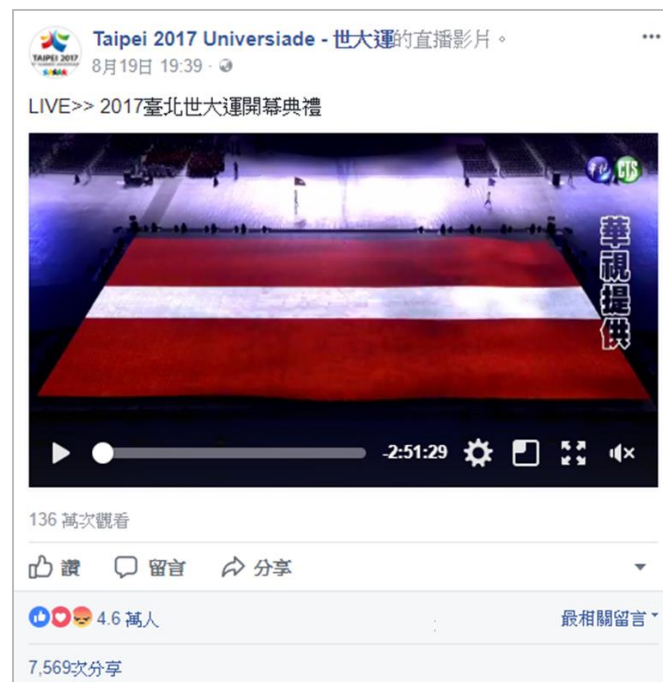 Taipei 2017 Universiade - 世大運的直播影片。
TAIPEI 2017
8月19日 19:39
LIVE>> 2017臺北世大運開幕典禮
CTS
華視提供
-2:51:29
136 萬次觀看
讚 留言 分享
4.6 萬人 最相關留言
7,569次分享